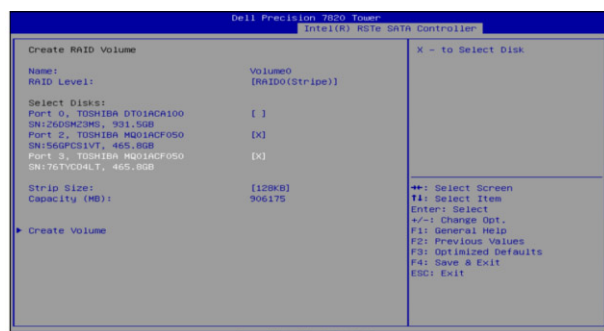 Dell Precision 7820 Tower
Intel(R) RSTe SATA Controller
Create RAID Volume
Name: Volume0
RAID Level: [RAID0(Stripe)]
Select Disks:
Port 0, TOSHIBA DT01ACA100 [ ]
SN:26DSMZ3MS, 931.5GB
Port 2, TOSHIBA MQ01ACF050 [X]
SN:56GPCS1VT, 465.8GB
Port 3, TOSHIBA MQ01ACF050 [X]
SN:76TYCO4LT, 465.8GB
Strip Size: [128KB]
Capacity (MB): 906175
Create Volume
X - to Select Disk
↔: Select Screen
↑↓: Select Item
Enter: Select
+/-: Change Opt.
F1: General Help
F2: Previous Values
F3: Optimized Defaults
F4: Save & Exit
ESC: Exit